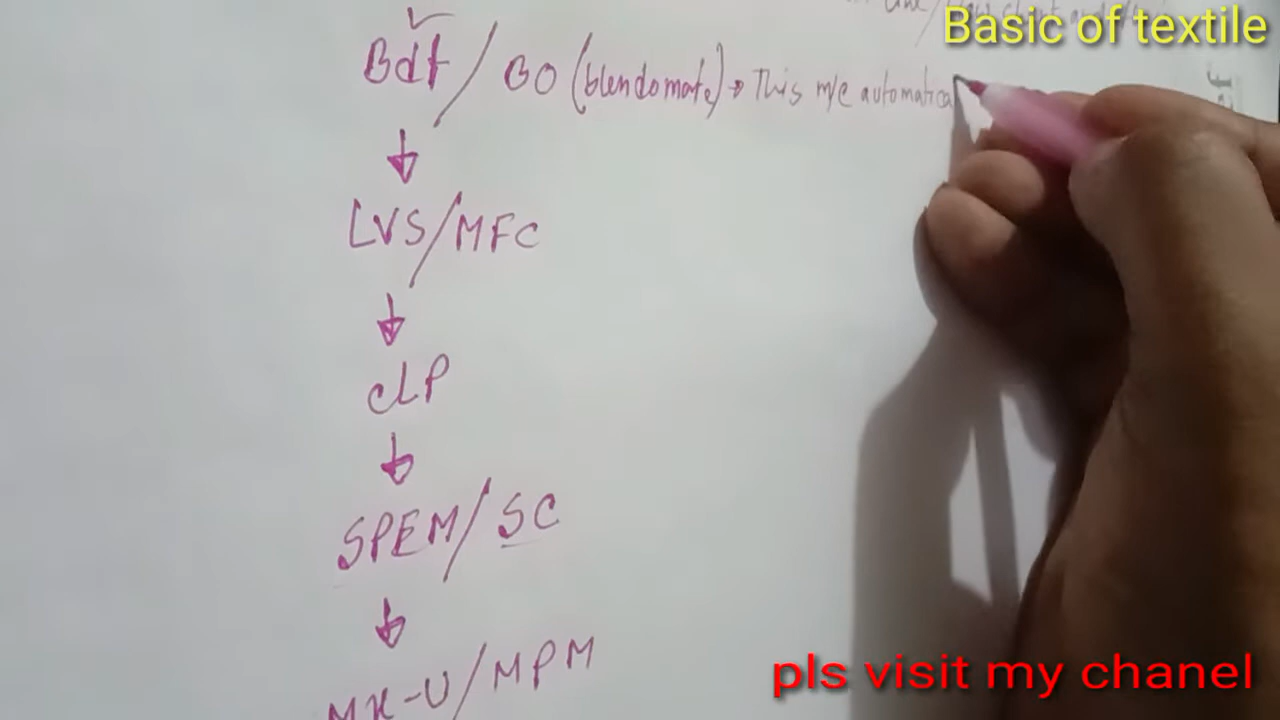 Basic of textile
Bdt / BO (blendomate) → This m/c automatica
↓
LVS/MFC
↓
CLP
↓
SPEM/SC
↓
MX-U/MPM
pls visit my chanel